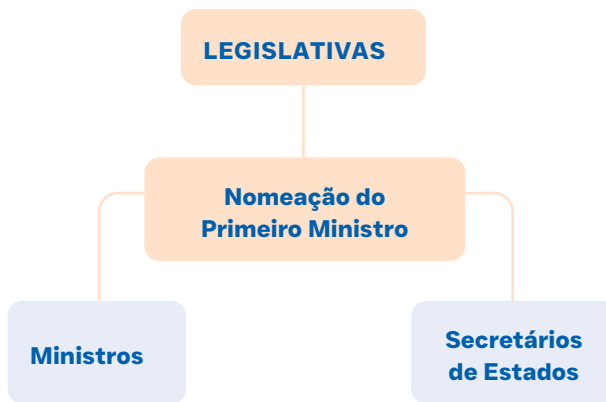 LEGISLATIVAS
Nomeação do
Primeiro Ministro
Ministros
Secretários
de Estados